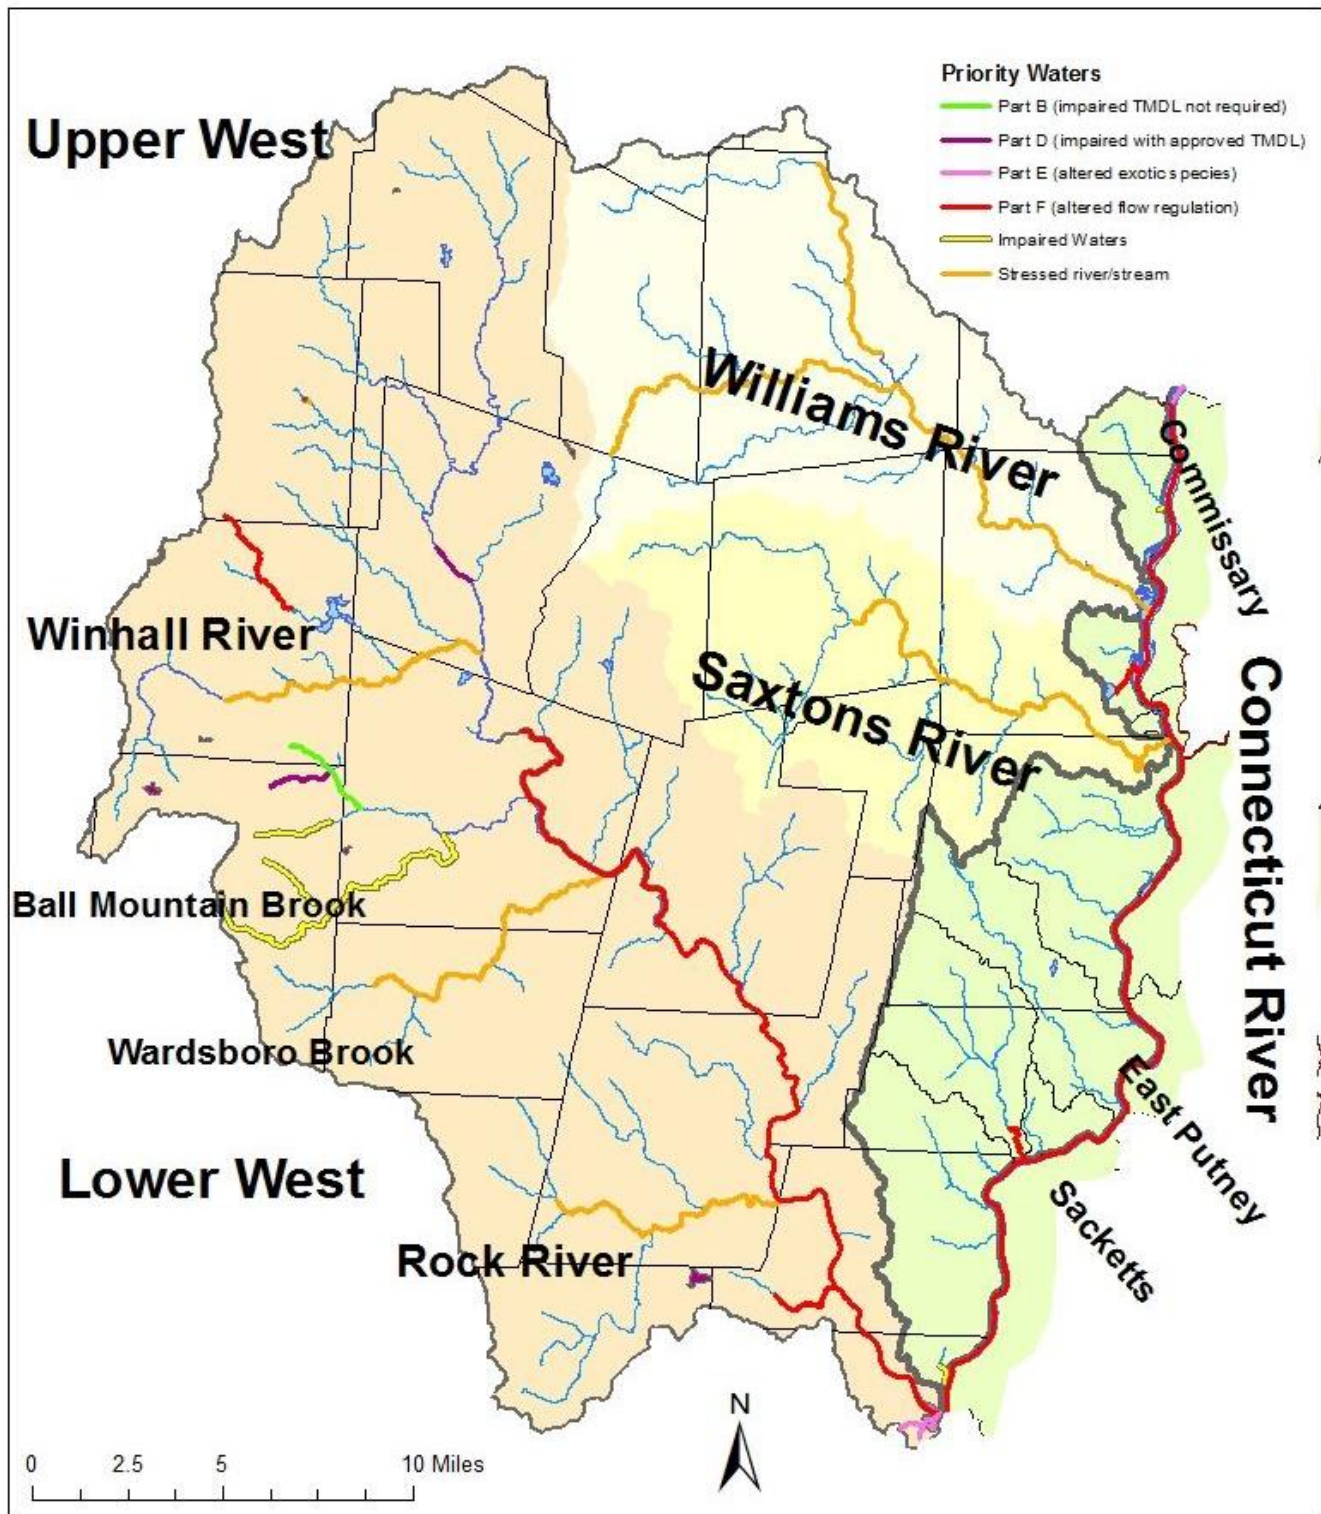 Priority Waters
Part B (impaired TMDL not required)
Part D (impaired with approved TMDL)
Part E (altered exotic species)
Part F (altered flow regulation)
Impaired Waters
Stressed river/stream
Upper West
Williams River
Commissary
Winhall River
Saxtons River
Connecticut River
Ball Mountain Brook
Wardsboro Brook
East Putney
Lower West
Sacketts
Rock River
N
0 2.5 5 10 Miles